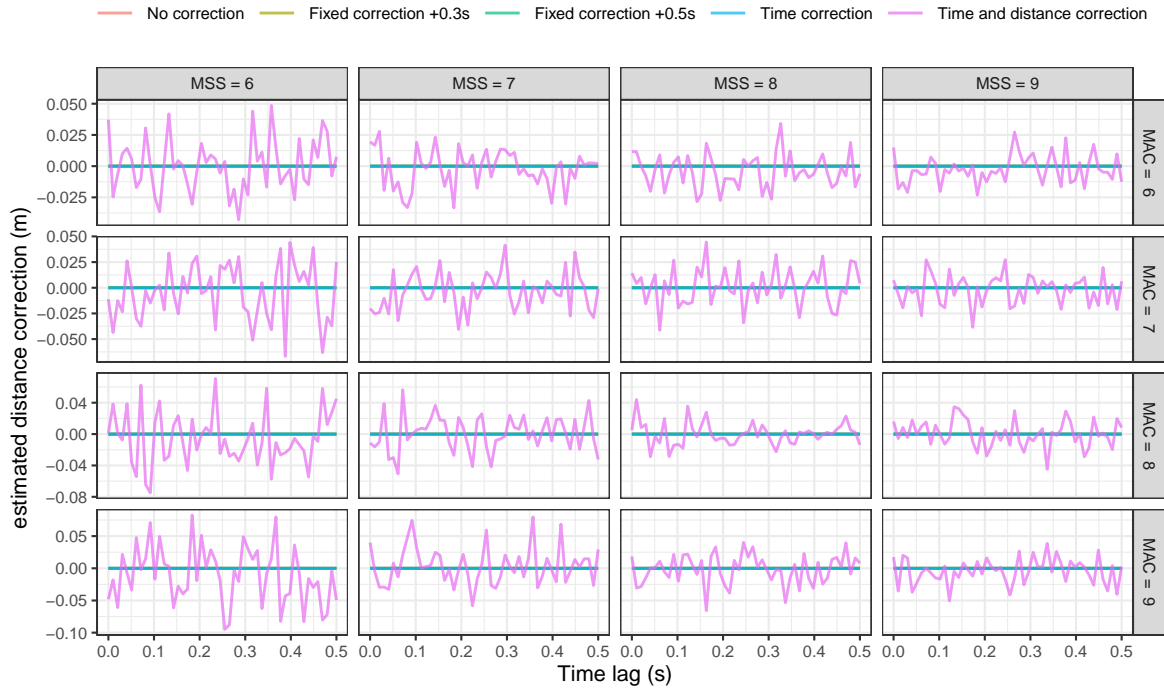 No correction Fixed correction +0.3s Fixed correction +0.5s Time correction Time and distance correction
MSS = 6 MSS = 7 MSS = 8 MSS = 9
estimated distance correction (m)
0.050
0.025
0.000
−0.025
MAC = 6
0.050
0.025
0.000
−0.025
−0.050
MAC = 7
0.04
0.00
−0.04
−0.08
MAC = 8
0.05
0.00
−0.05
−0.10
MAC = 9
0.0 0.1 0.2 0.3 0.4 0.5 0.0 0.1 0.2 0.3 0.4 0.5 0.0 0.1 0.2 0.3 0.4 0.5 0.0 0.1 0.2 0.3 0.4 0.5
Time lag (s)